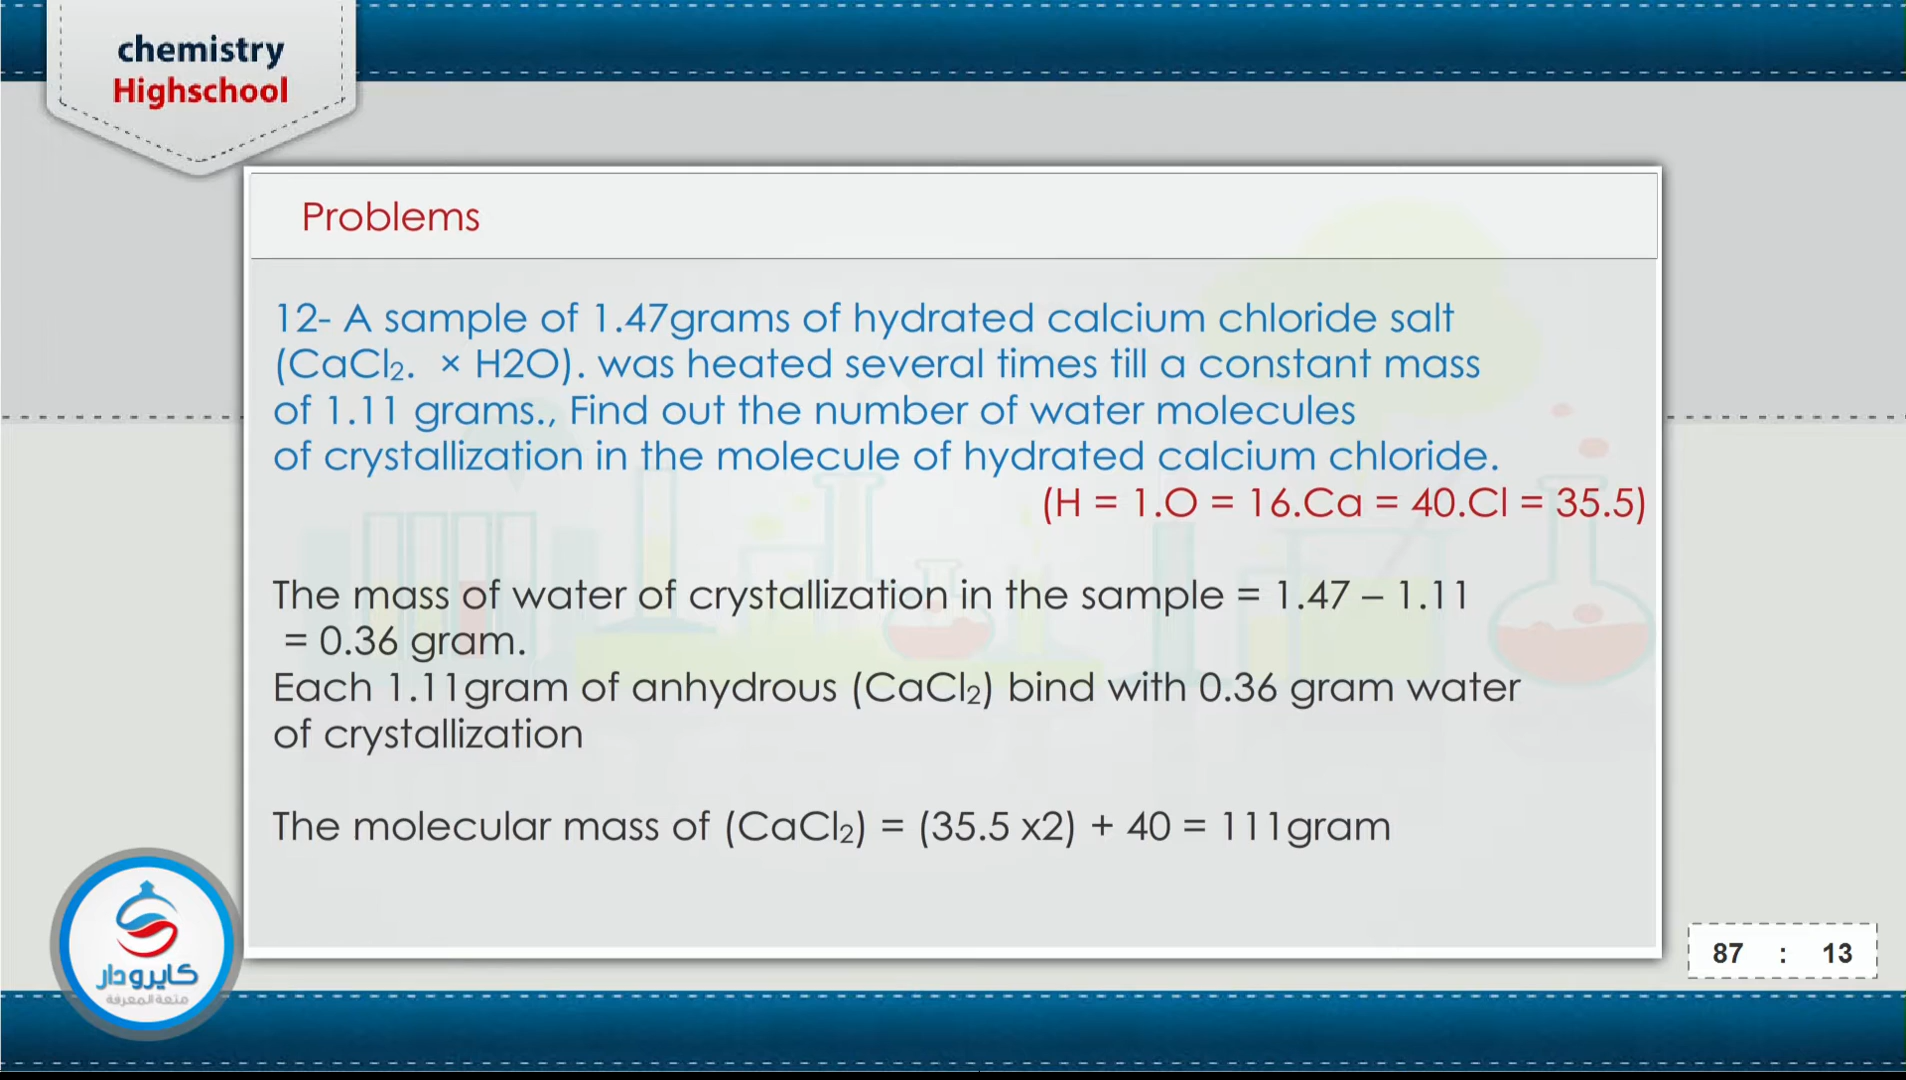 chemistry
Highschool
Problems
12- A sample of 1.47grams of hydrated calcium chloride salt
(CaCl₂.  × H2O). was heated several times till a constant mass
of 1.11 grams., Find out the number of water molecules
of crystallization in the molecule of hydrated calcium chloride.
(H = 1.O = 16.Ca = 40.Cl = 35.5)
The mass of water of crystallization in the sample = 1.47 – 1.11
= 0.36 gram.
Each 1.11gram of anhydrous (CaCl₂) bind with 0.36 gram water
of crystallization
The molecular mass of (CaCl₂) = (35.5 x2) + 40 = 111gram
كايرودار
متعة المعرفة
87 : 13